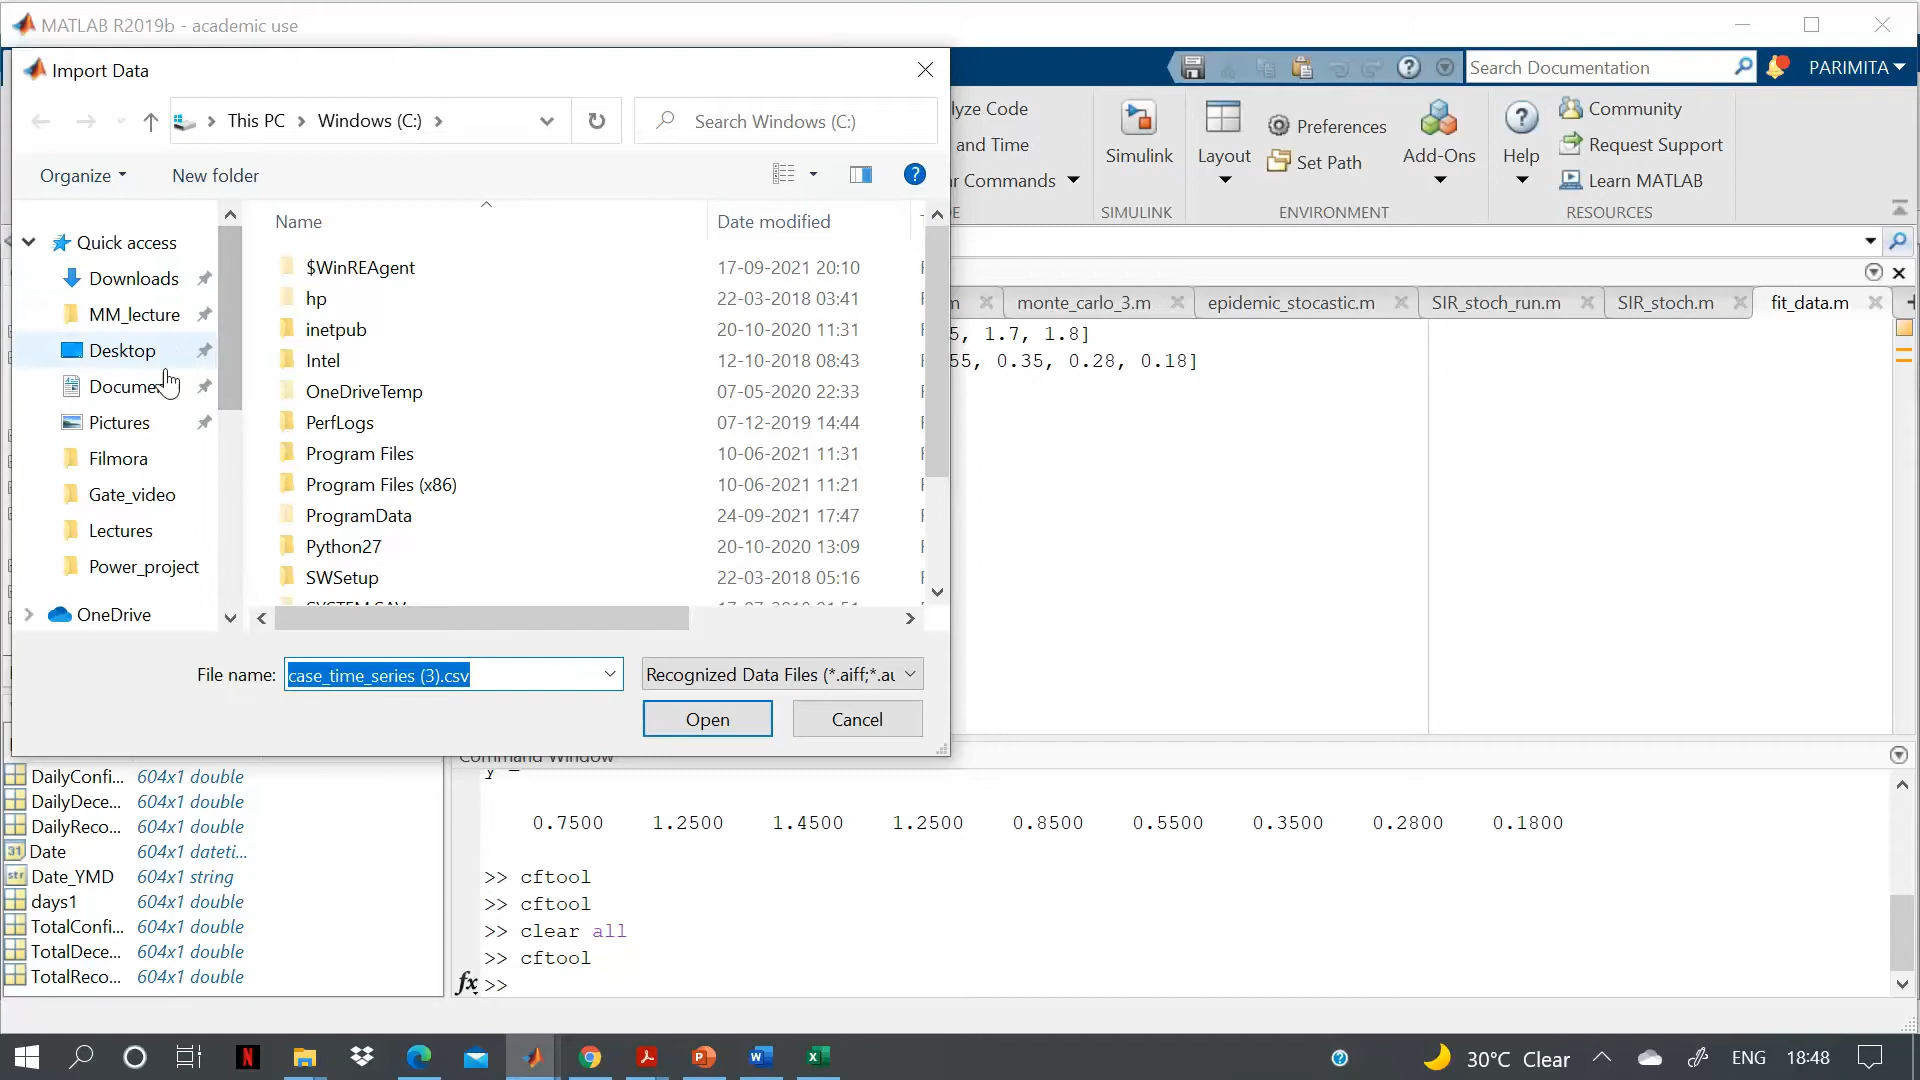 MATLAB R2019b - academic use
Import Data
This PC
Windows (C:)
Search Windows (C:)
Search Documentation
PARIMITA
Organize
New folder
lyze Code
and Time
r Commands
Simulink
Layout
Preferences
Set Path
Add-Ons
Help
Community
Request Support
Learn MATLAB
SIMULINK
ENVIRONMENT
RESOURCES
Name
Date modified
Quick access
Downloads
MM_lecture
Desktop
Docume
Pictures
Filmora
Gate_video
Lectures
Power_project
OneDrive
$WinREAgent 17-09-2021 20:10
hp 22-03-2018 03:41
inetpub 20-10-2020 11:31
Intel 12-10-2018 08:43
OneDriveTemp 07-05-2020 22:33
PerfLogs 07-12-2019 14:44
Program Files 10-06-2021 11:31
Program Files (x86) 10-06-2021 11:21
ProgramData 24-09-2021 17:47
Python27 20-10-2020 13:09
SWSetup 22-03-2018 05:16
File name: case_time_series (3).csv
Recognized Data Files (*.aiff;*.au
Open
Cancel
monte_carlo_3.m
epidemic_stocastic.m
SIR_stoch_run.m
SIR_stoch.m
fit_data.m
5, 1.7, 1.8]
55, 0.35, 0.28, 0.18]
DailyConfi... 604x1 double
DailyDece... 604x1 double
DailyReco... 604x1 double
Date 604x1 dateti...
Date_YMD 604x1 string
days1 604x1 double
TotalConfi... 604x1 double
TotalDece... 604x1 double
TotalReco... 604x1 double
Command Window
y =
0.7500 1.2500 1.4500 1.2500 0.8500 0.5500 0.3500 0.2800 0.1800
>> cftool
>> cftool
>> clear all
>> cftool
fx >>
30°C Clear
ENG
18:48